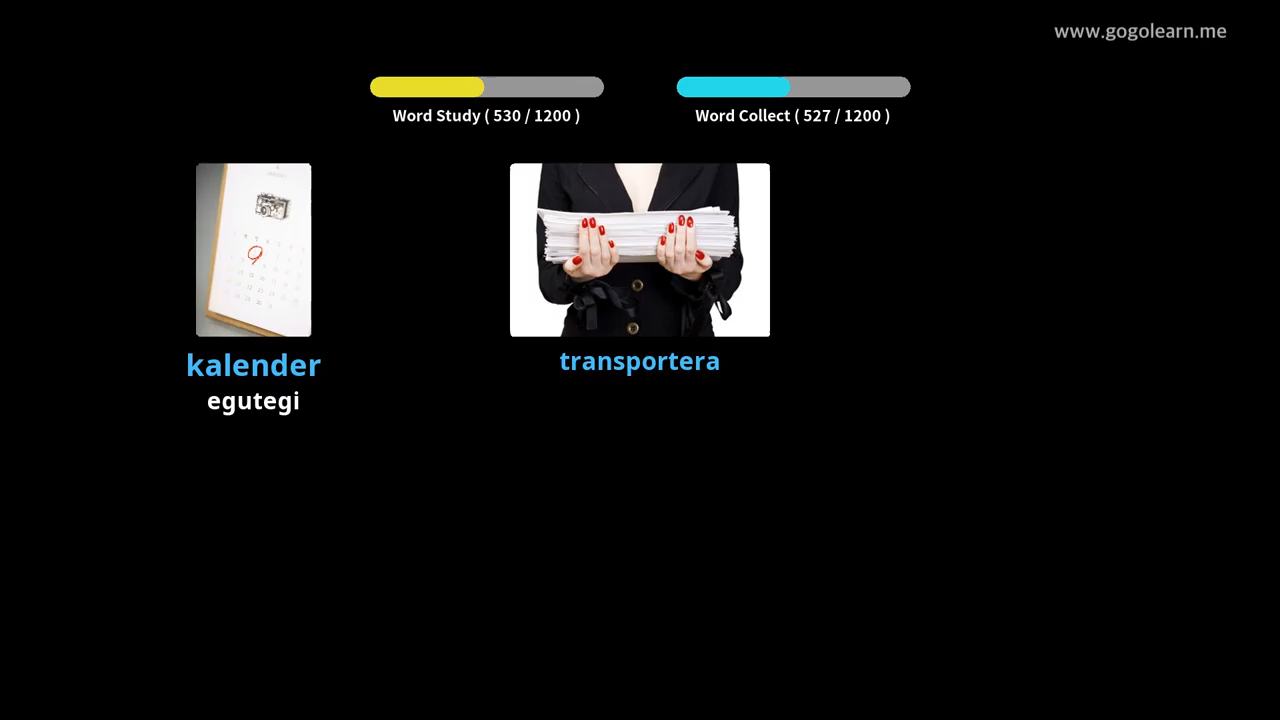 www.gogolearn.me
Word Study ( 530 / 1200 )
Word Collect ( 527 / 1200 )
kalender
egutegi
transportera